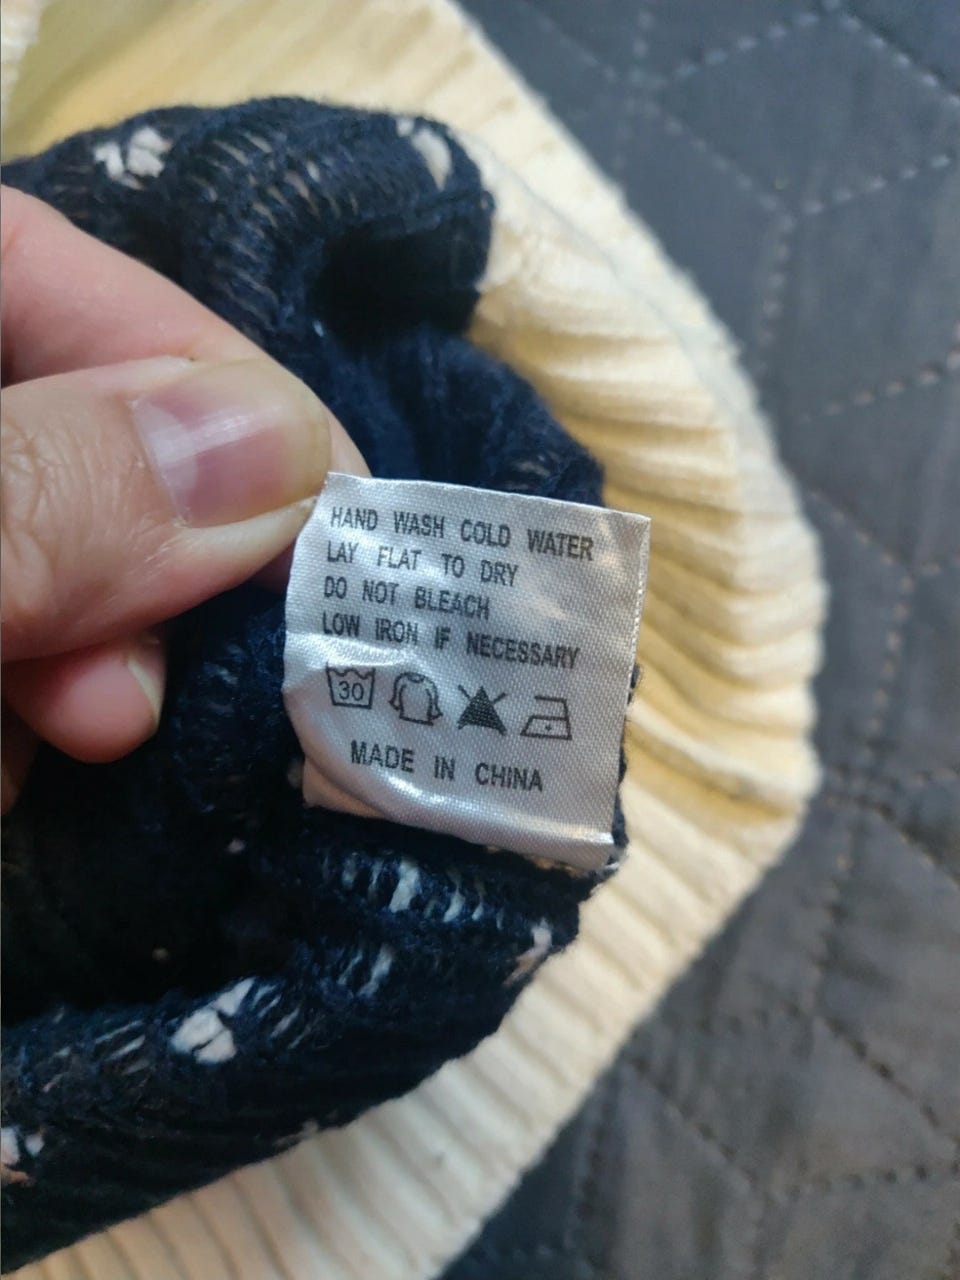 HAND WASH COLD WATER
LAY FLAT TO DRY
DO NOT BLEACH
LOW IRON IF NECESSARY
30
MADE IN CHINA